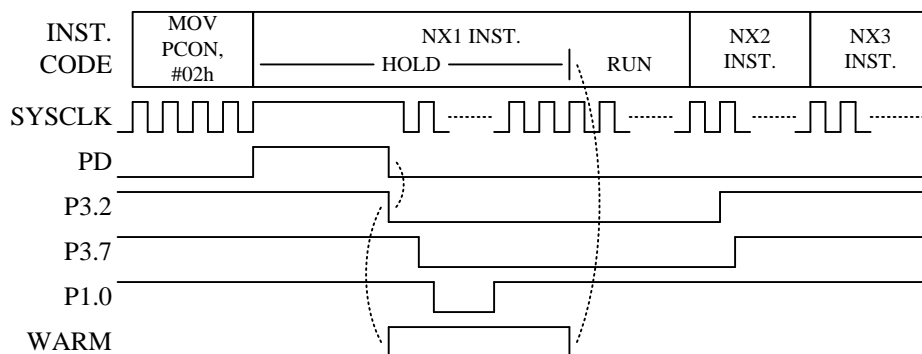 INST.
CODE
MOV
PCON,
#02h
NX1 INST.
HOLD
RUN
NX2
INST.
NX3
INST.
SYSCLK
PD
P3.2
P3.7
P1.0
WARM